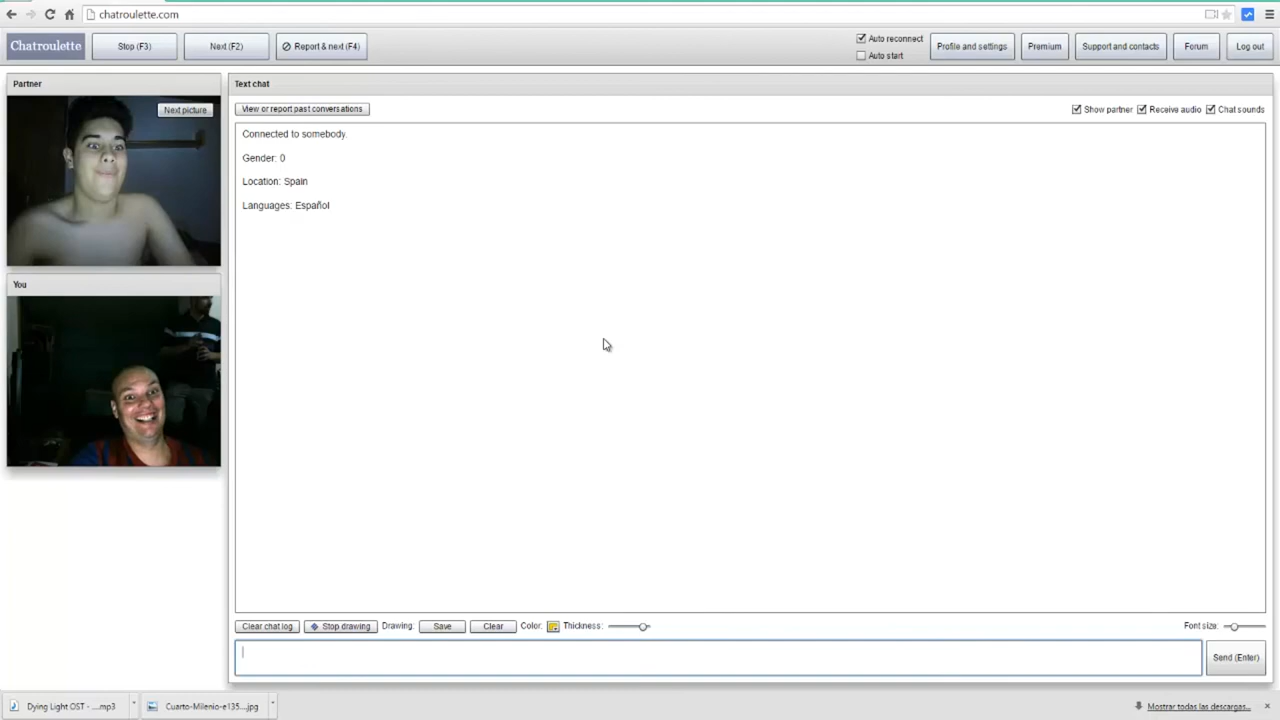 chatroulette.com
Chatroulette
Stop (F3)
Next (F2)
Report & next (F4)
Auto reconnect
Auto start
Profile and settings
Premium
Support and contacts
Forum
Log out
Partner
Next picture
You
Text chat
View or report past conversations
Show partner
Receive audio
Chat sounds
Connected to somebody.
Gender: 0
Location: Spain
Languages: Español
Clear chat log
Stop drawing
Drawing:
Save
Clear
Color:
Thickness:
Font size:
Send (Enter)
Dying Light OST - ....mp3
Cuarto-Milenio-e135....jpg
Mostrar todas las descargas...